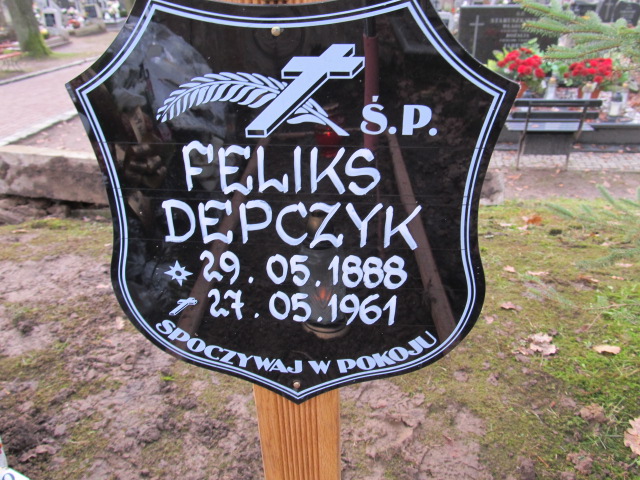 Ś.P.
FELIKS
DEPCZYK
29.05.1888
27.05.1961
SPOCZYWAJ W POKOJU